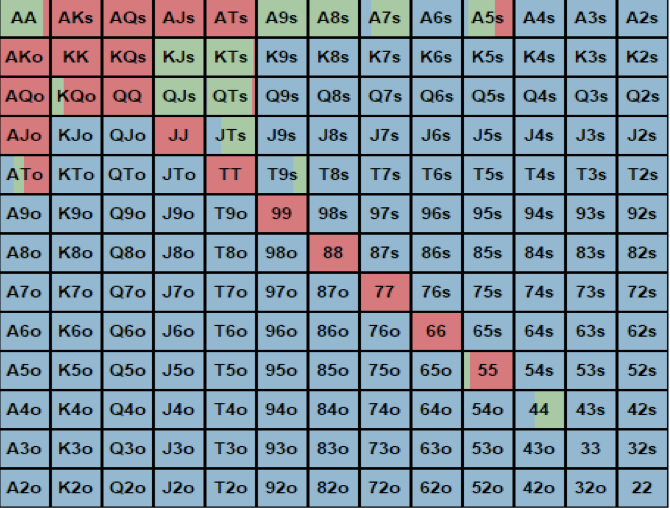 AA AKs AQs AJs ATs A9s A8s A7s A6s A5s A4s A3s A2s
AKo KK KQs KJs KTs K9s K8s K7s K6s K5s K4s K3s K2s
AQo KQo QQ QJs QTs Q9s Q8s Q7s Q6s Q5s Q4s Q3s Q2s
AJo KJo QJo JJ JTs J9s J8s J7s J6s J5s J4s J3s J2s
ATo KTo QTo JTo TT T9s T8s T7s T6s T5s T4s T3s T2s
A9o K9o Q9o J9o T9o 99 98s 97s 96s 95s 94s 93s 92s
A8o K8o Q8o J8o T8o 98o 88 87s 86s 85s 84s 83s 82s
A7o K7o Q7o J7o T7o 97o 87o 77 76s 75s 74s 73s 72s
A6o K6o Q6o J6o T6o 96o 86o 76o 66 65s 64s 63s 62s
A5o K5o Q5o J5o T5o 95o 85o 75o 65o 55 54s 53s 52s
A4o K4o Q4o J4o T4o 94o 84o 74o 64o 54o 44 43s 42s
A3o K3o Q3o J3o T3o 93o 83o 73o 63o 53o 43o 33 32s
A2o K2o Q2o J2o T2o 92o 82o 72o 62o 52o 42o 32o 22